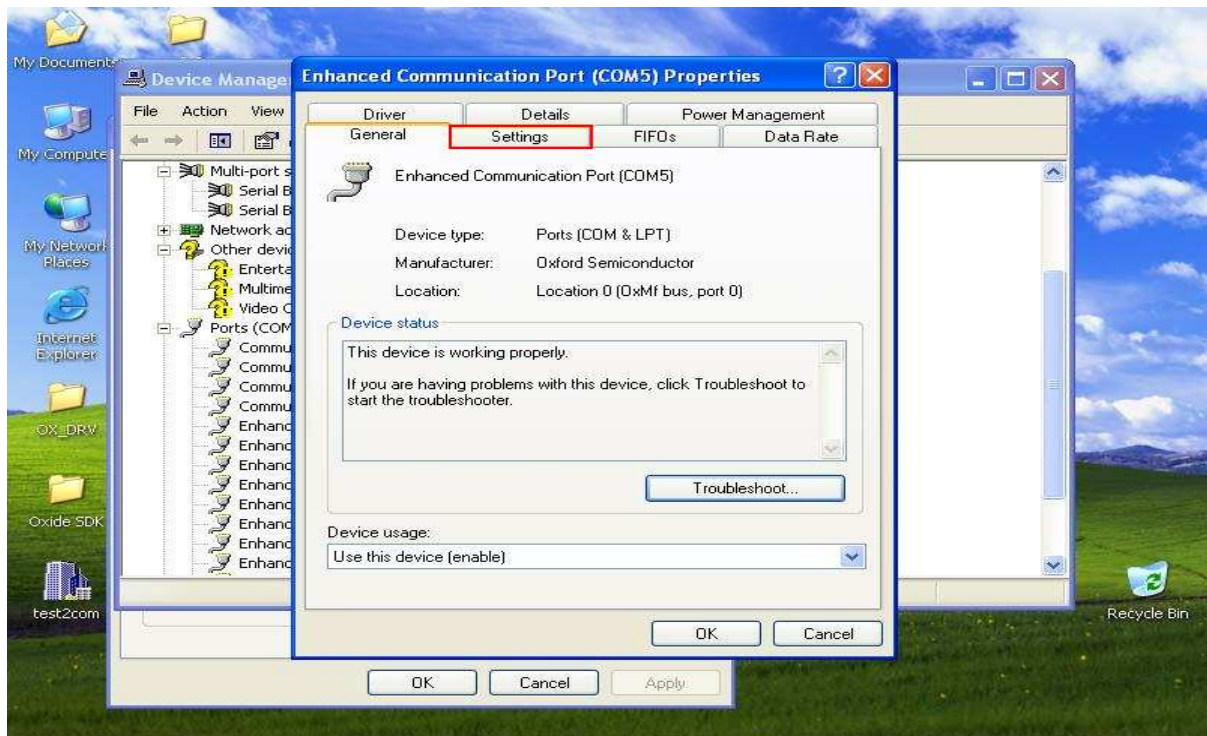 My Documents
My Compute
My Network
Places
Internet
Explorer
OX_DRV
Oxide SDK
test2com
Recycle Bin
Device Manage
File Action View
Multi-port s
Serial B
Serial B
Network ad
Other devic
Enterta
Multime
Video C
Ports (COM
Commu
Commu
Commu
Commu
Enhanc
Enhanc
Enhanc
Enhanc
Enhanc
Enhanc
Enhanc
Enhanc
Enhanced Communication Port (COM5) Properties
Driver Details Power Management
General Settings FIFOs Data Rate
Enhanced Communication Port (COM5)
Device type: Ports (COM & LPT)
Manufacturer: Oxford Semiconductor
Location: Location 0 (OxMf bus, port 0)
Device status
This device is working properly.
If you are having problems with this device, click Troubleshoot to
start the troubleshooter.
Troubleshoot...
Device usage:
Use this device (enable)
OK Cancel
OK Cancel Apply